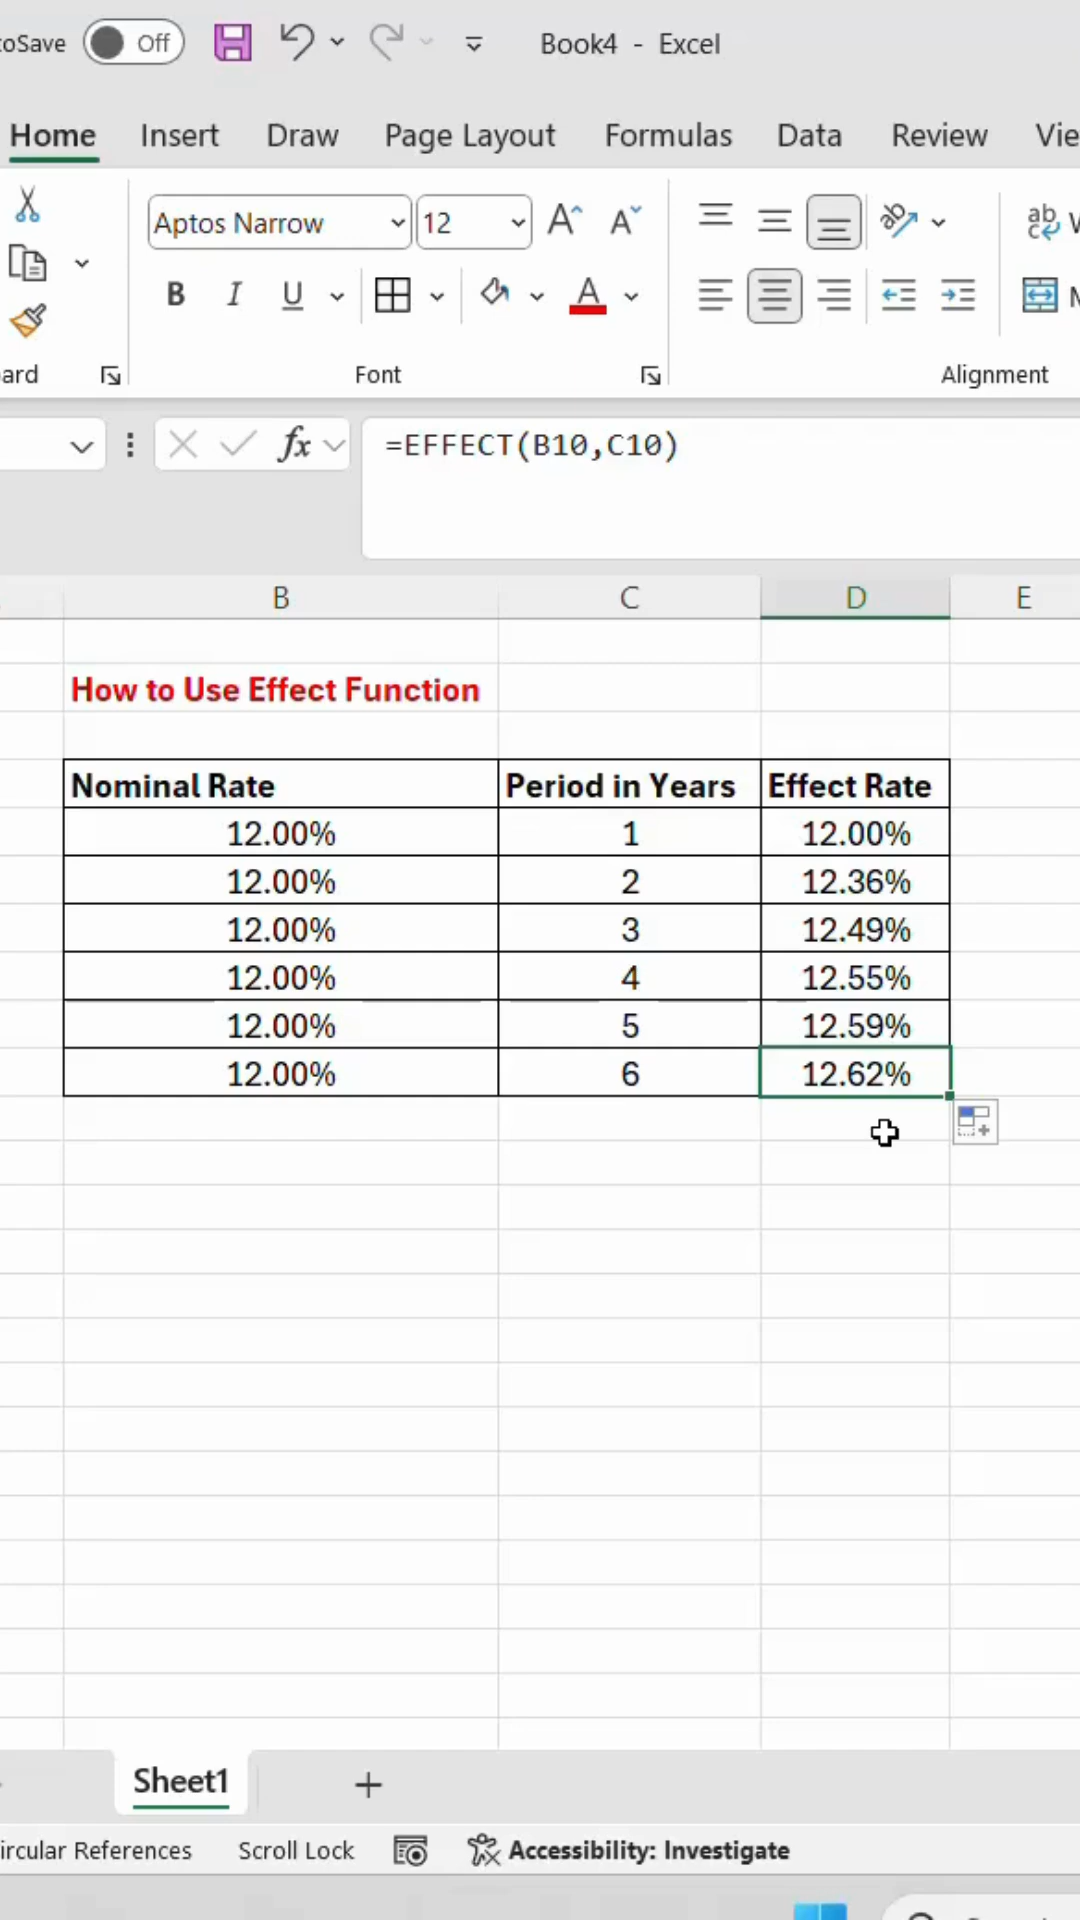 oSave Off Book4 - Excel
Home Insert Draw Page Layout Formulas Data Review Vie
Aptos Narrow 12 ab
B I U A
ard Font Alignment
fx =EFFECT(B10,C10)
B C D E
How to Use Effect Function
Nominal Rate Period in Years Effect Rate
12.00% 1 12.00%
12.00% 2 12.36%
12.00% 3 12.49%
12.00% 4 12.55%
12.00% 5 12.59%
12.00% 6 12.62%
Sheet1
ircular References Scroll Lock Accessibility: Investigate